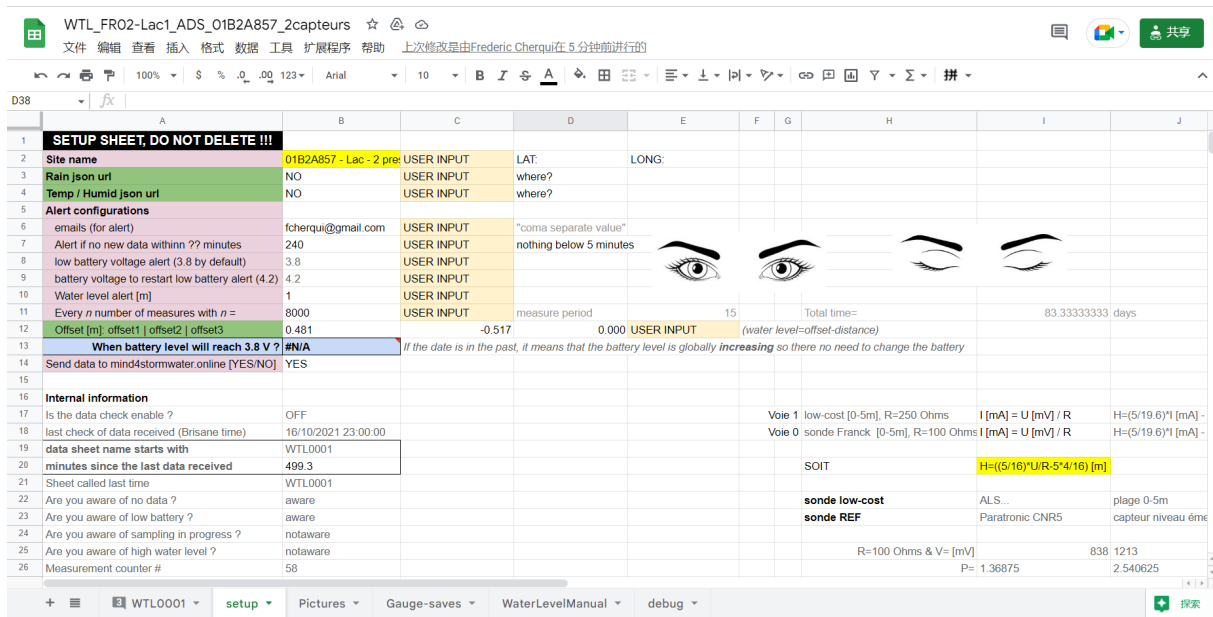 WTL_FR02-Lac1_ADS_01B2A857_2capteurs
文件 编辑 查看 插入 格式 数据 工具 扩展程序 帮助 上次修改是由Frederic Cherqui在 5 分钟前进行的
共享
100% $ % .0 .00 123 Arial 10 B I S A 拼
D38 fx
A B C D E F G H I J
1 SETUP SHEET, DO NOT DELETE !!!
2 Site name 01B2A857 - Lac - 2 pres USER INPUT LAT: LONG:
3 Rain json url NO USER INPUT where?
4 Temp / Humid json url NO USER INPUT where?
5 Alert configurations
6 emails (for alert) fcherqui@gmail.com USER INPUT "coma separate value"
7 Alert if no new data withinn ?? minutes 240 USER INPUT nothing below 5 minutes
8 low battery voltage alert (3.8 by default) 3.8 USER INPUT
9 battery voltage to restart low battery alert (4.2) 4.2 USER INPUT
10 Water level alert [m] 1 USER INPUT
11 Every n number of measures with n = 8000 USER INPUT measure period 15 Total time= 83.33333333 days
12 Offset [m]: offset1 | offset2 | offset3 0.481 -0.517 0.000 USER INPUT (water level=offset-distance)
13 When battery level will reach 3.8 V ? #N/A If the date is in the past, it means that the battery level is globally increasing so there no need to change the battery
14 Send data to mind4stormwater.online [YES/NO] YES
15
16 Internal information
17 Is the data check enable ? OFF Voie 1 low-cost [0-5m], R=250 Ohms I [mA] = U [mV] / R H=(5/19.6)*I [mA] -
18 last check of data received (Brisane time) 16/10/2021 23:00:00 Voie 0 sonde Franck [0-5m], R=100 Ohms I [mA] = U [mV] / R H=(5/19.6)*I [mA] -
19 data sheet name starts with WTL0001
20 minutes since the last data received 499.3 SOIT H=((5/16)*U/R-5*4/16) [m]
21 Sheet called last time WTL0001
22 Are you aware of no data ? aware sonde low-cost ALS... plage 0-5m
23 Are you aware of low battery ? aware sonde REF Paratronic CNR5 capteur niveau éme
24 Are you aware of sampling in progress ? notaware
25 Are you aware of high water level ? notaware R=100 Ohms & V= [mV] 838 1213
26 Measurement counter # 58 P= 1.36875 2.540625
3 WTL0001 setup Pictures Gauge-saves WaterLevelManual debug 探索